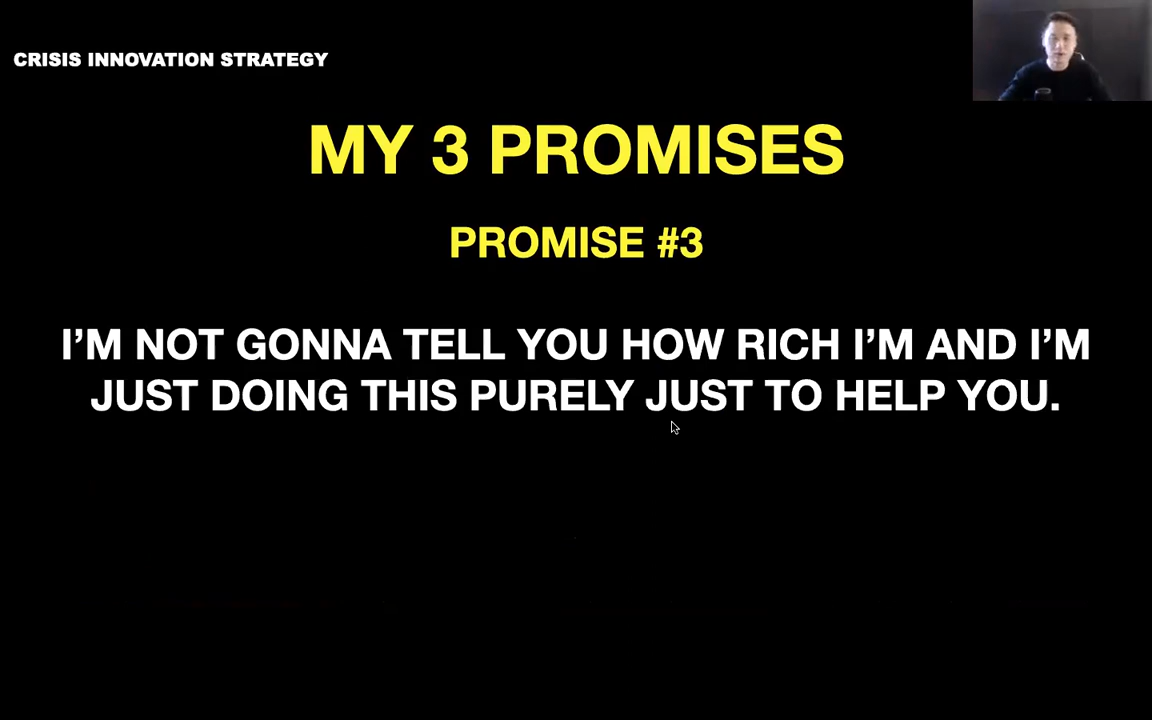 CRISIS INNOVATION STRATEGY
MY 3 PROMISES
PROMISE #3
I’M NOT GONNA TELL YOU HOW RICH I’M AND I’M
JUST DOING THIS PURELY JUST TO HELP YOU.